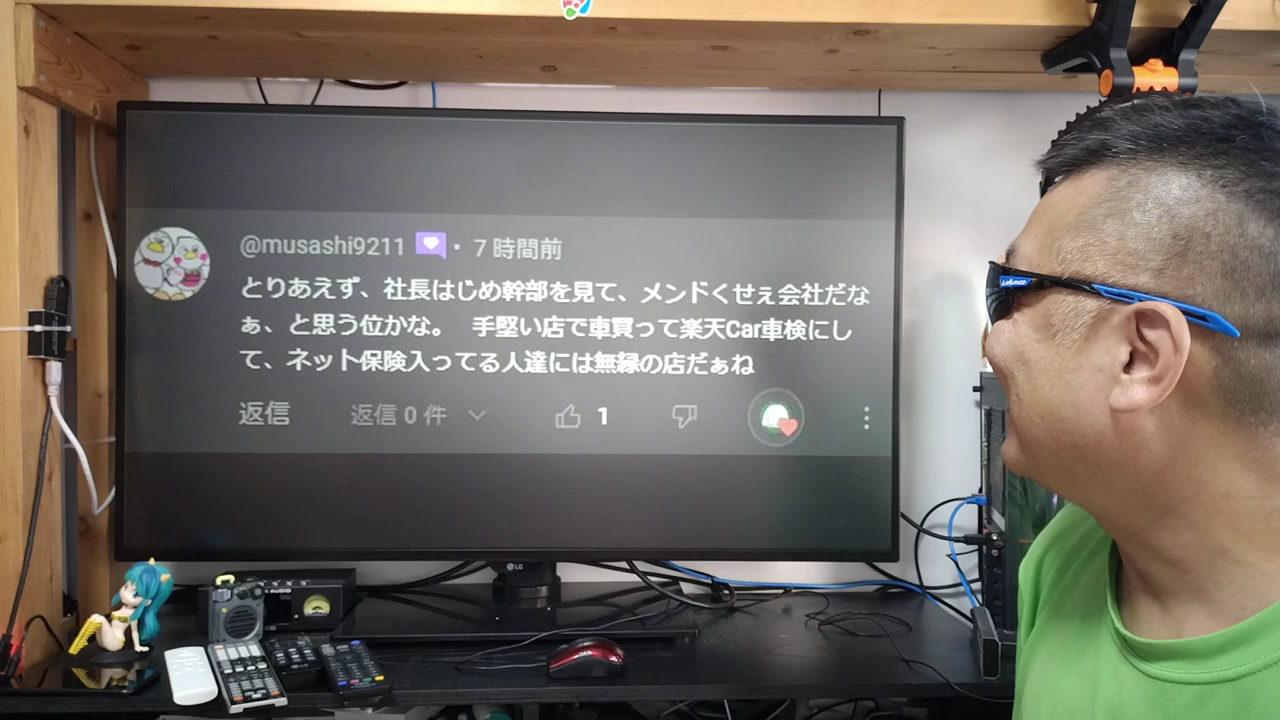 @musashi9211 · 7 時間前
とりあえず、社長はじめ幹部を見て、メンドくせぇ会社だな
ぁ、と思う位かな。 手堅い店で車買って楽天Car車検にし
て、ネット保険入ってる人達には無縁の店だぁね
返信 返信 0 件 1
LG